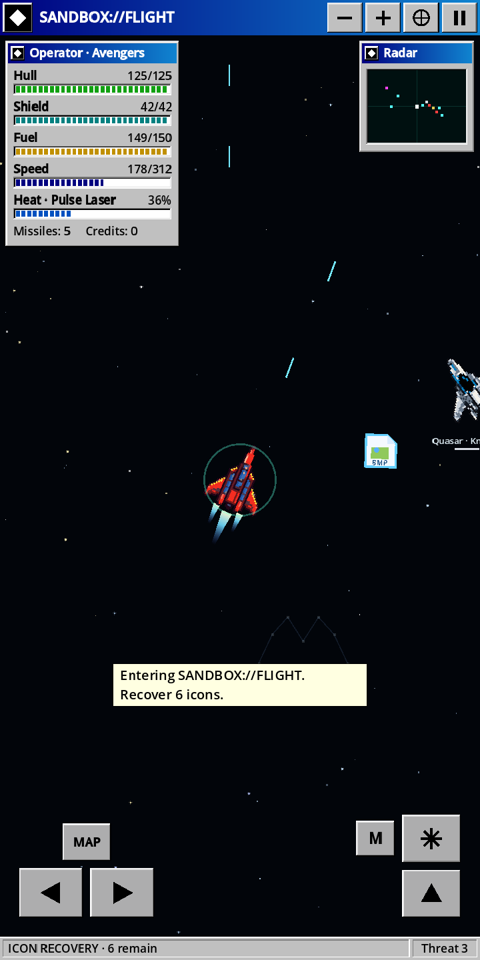 SANDBOX://FLIGHT
Operator · Avengers
Hull 125/125
Shield 42/42
Fuel 149/150
Speed 178/312
Heat · Pulse Laser 36%
Missiles: 5 Credits: 0
Radar
Quasar ·
BMP
Entering SANDBOX://FLIGHT.
Recover 6 icons.
MAP
M
ICON RECOVERY · 6 remain
Threat 3